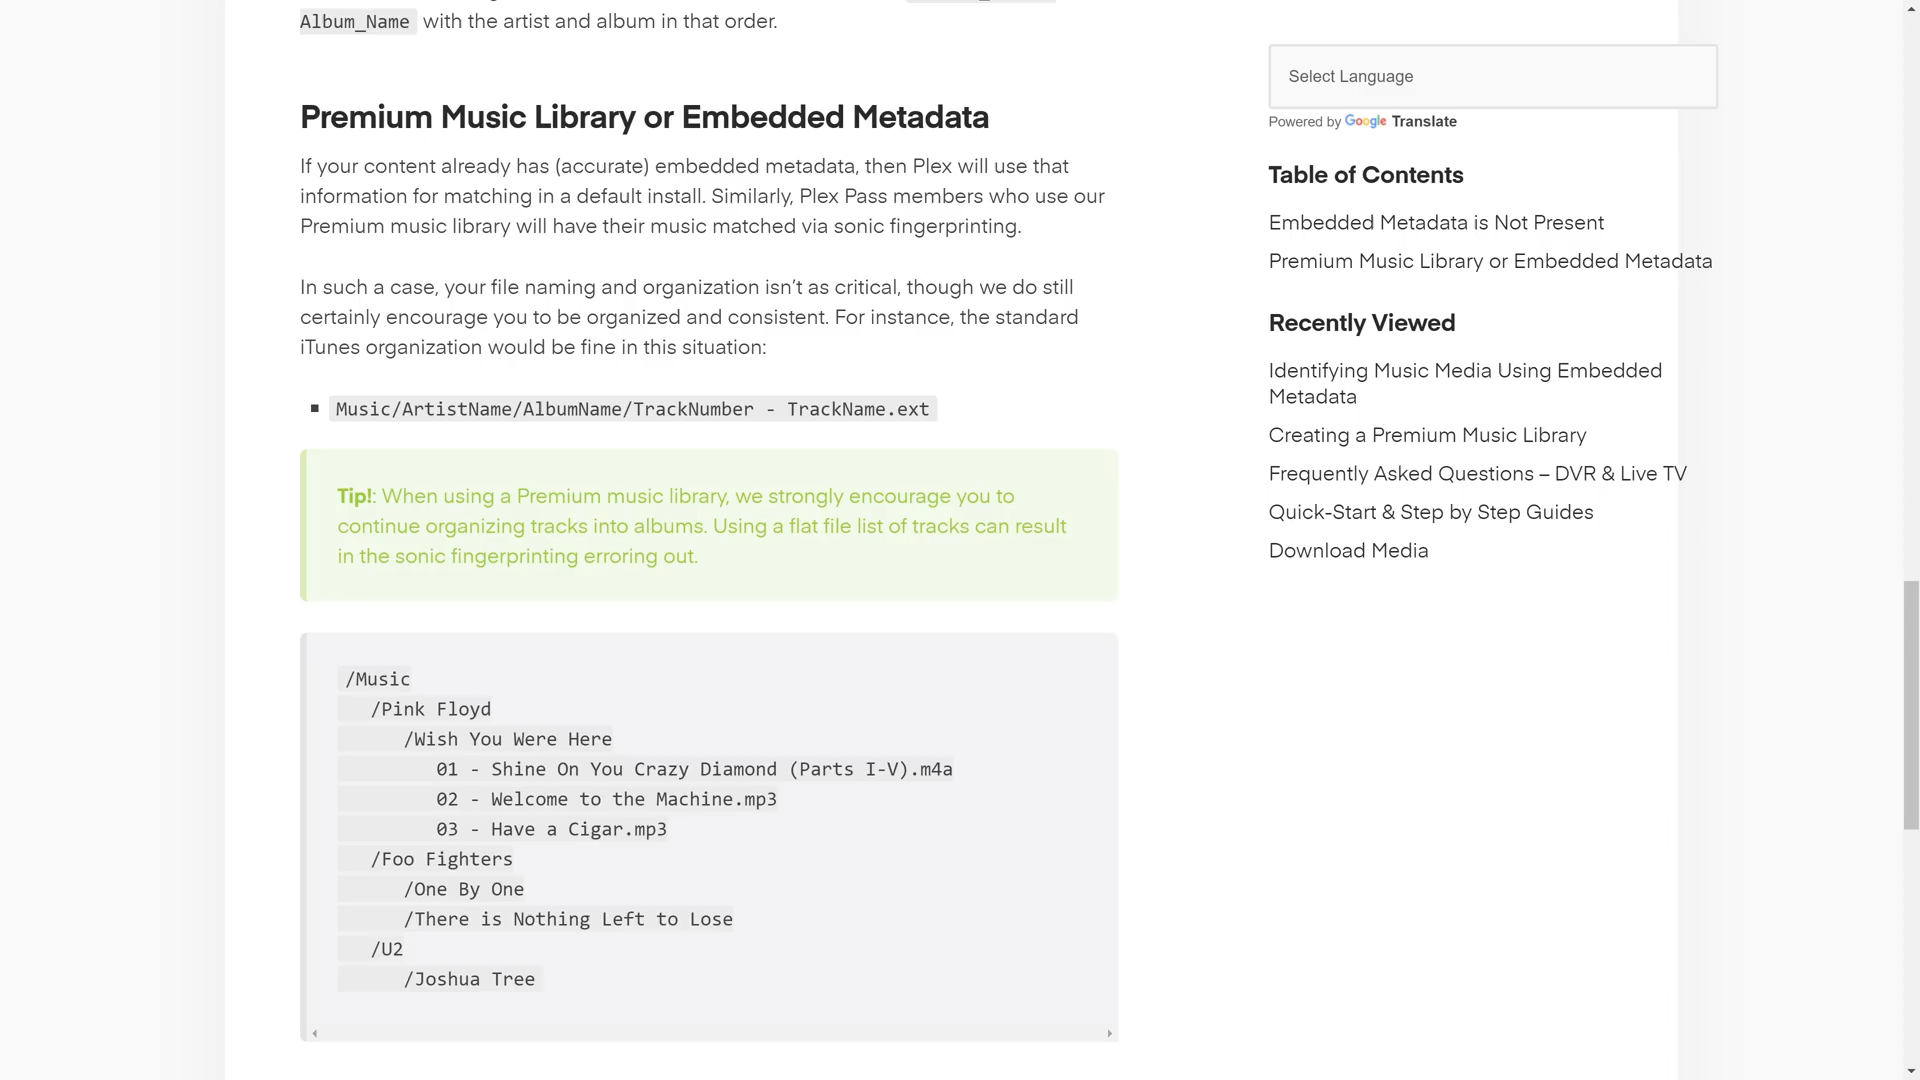 Album_Name with the artist and album in that order.
Premium Music Library or Embedded Metadata
If your content already has (accurate) embedded metadata, then Plex will use that
information for matching in a default install. Similarly, Plex Pass members who use our
Premium music library will have their music matched via sonic fingerprinting.
In such a case, your file naming and organization isn’t as critical, though we do still
certainly encourage you to be organized and consistent. For instance, the standard
iTunes organization would be fine in this situation:
Music/ArtistName/AlbumName/TrackNumber - TrackName.ext
Tip!: When using a Premium music library, we strongly encourage you to
continue organizing tracks into albums. Using a flat file list of tracks can result
in the sonic fingerprinting erroring out.
/Music
/Pink Floyd
/Wish You Were Here
01 - Shine On You Crazy Diamond (Parts I-V).m4a
02 - Welcome to the Machine.mp3
03 - Have a Cigar.mp3
/Foo Fighters
/One By One
/There is Nothing Left to Lose
/U2
/Joshua Tree
Select Language
Powered by Google Translate
Table of Contents
Embedded Metadata is Not Present
Premium Music Library or Embedded Metadata
Recently Viewed
Identifying Music Media Using Embedded
Metadata
Creating a Premium Music Library
Frequently Asked Questions – DVR & Live TV
Quick-Start & Step by Step Guides
Download Media